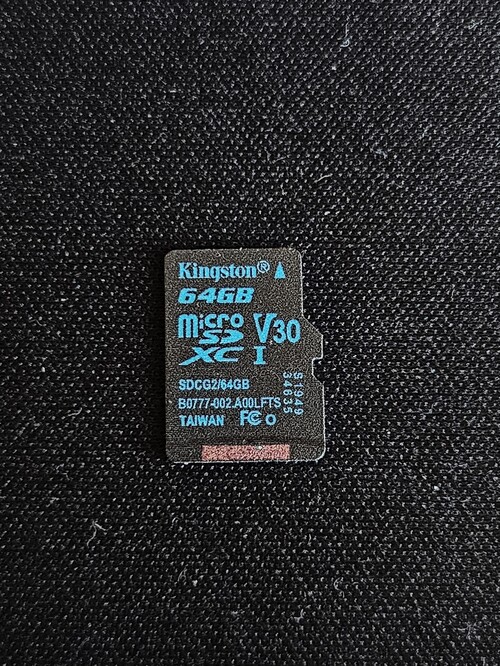 Kingston®
64GB
micro
SD
XC I
V30
SDCG2/64GB
B0777-002.A00LFTS
TAIWAN FC
S1949
34635